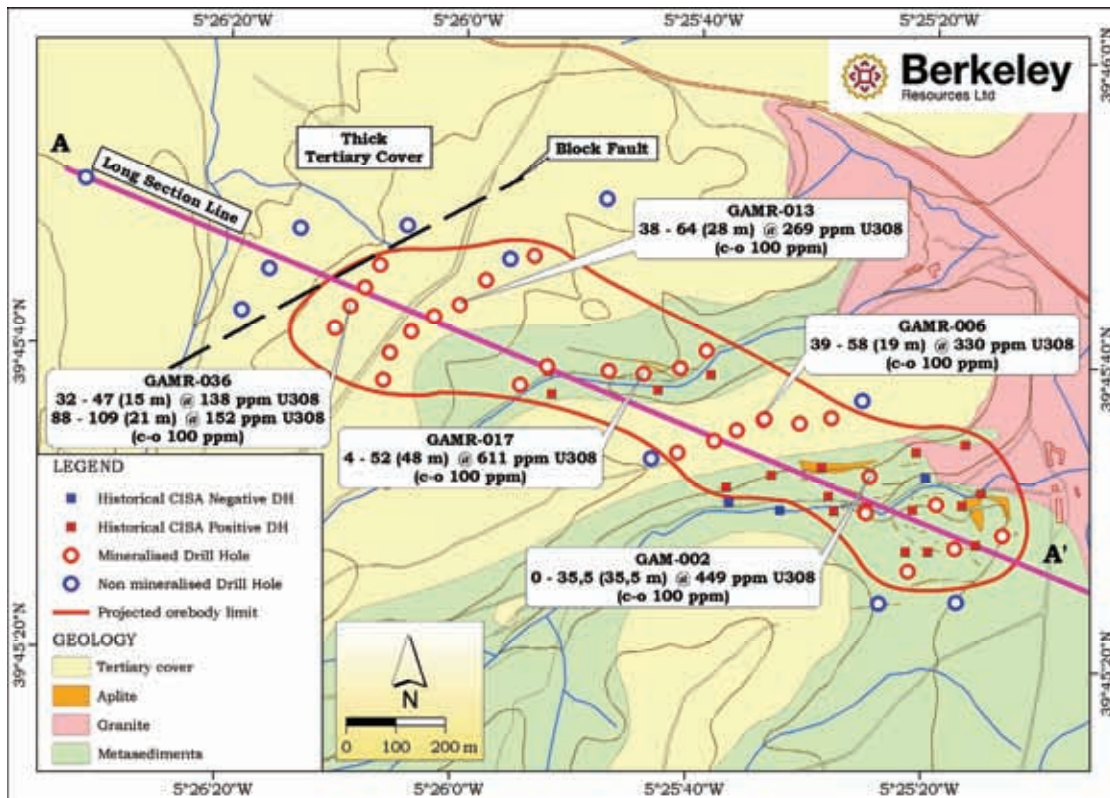 5°26'20"W
5°26'0"W
5°25'40"W
5°25'20"W
39°46'0"N
Berkeley
Resources Ltd
A
Thick
Tertiary Cover
Block Fault
Long Section Line
GAMR-013
38 - 64 (28 m) @ 269 ppm U308
(c-o 100 ppm)
39°45'40"N
GAMR-006
39 - 58 (19 m) @ 330 ppm U308
(c-o 100 ppm)
39°45'40"N
GAMR-036
32 - 47 (15 m) @ 138 ppm U308
88 - 109 (21 m) @ 152 ppm U308
(c-o 100 ppm)
GAMR-017
4 - 52 (48 m) @ 611 ppm U308
(c-o 100 ppm)
GAM-002
0 - 35,5 (35,5 m) @ 449 ppm U308
(c-o 100 ppm)
A'
LEGEND
Historical CISA Negative DH
Historical CISA Positive DH
Mineralised Drill Hole
Non mineralised Drill Hole
Projected orebody limit
GEOLOGY
Tertiary cover
Aplite
Granite
Metasediments
39°45'20"N
39°45'20"N
N
0 100 200 m
5°26'20"W
5°26'0"W
5°25'40"W
5°25'20"W